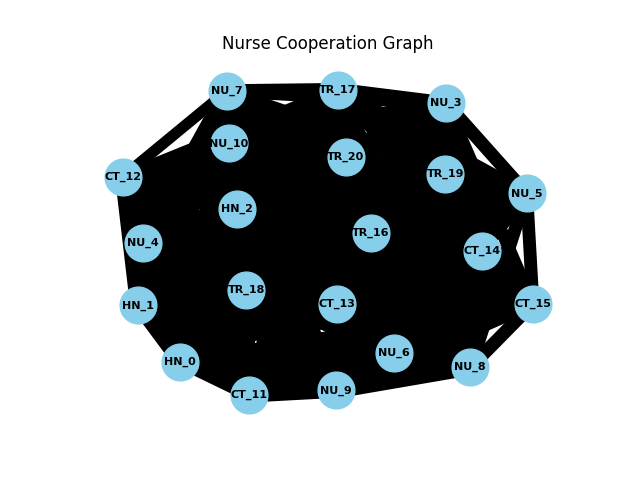 Nurse Cooperation Graph
NU_7
TR_17
NU_3
NU_10
TR_20
TR_19
CT_12
NU_5
HN_2
TR_16
NU_4
CT_14
TR_18
HN_1
CT_13
CT_15
NU_6
HN_0
NU_8
NU_9
CT_11